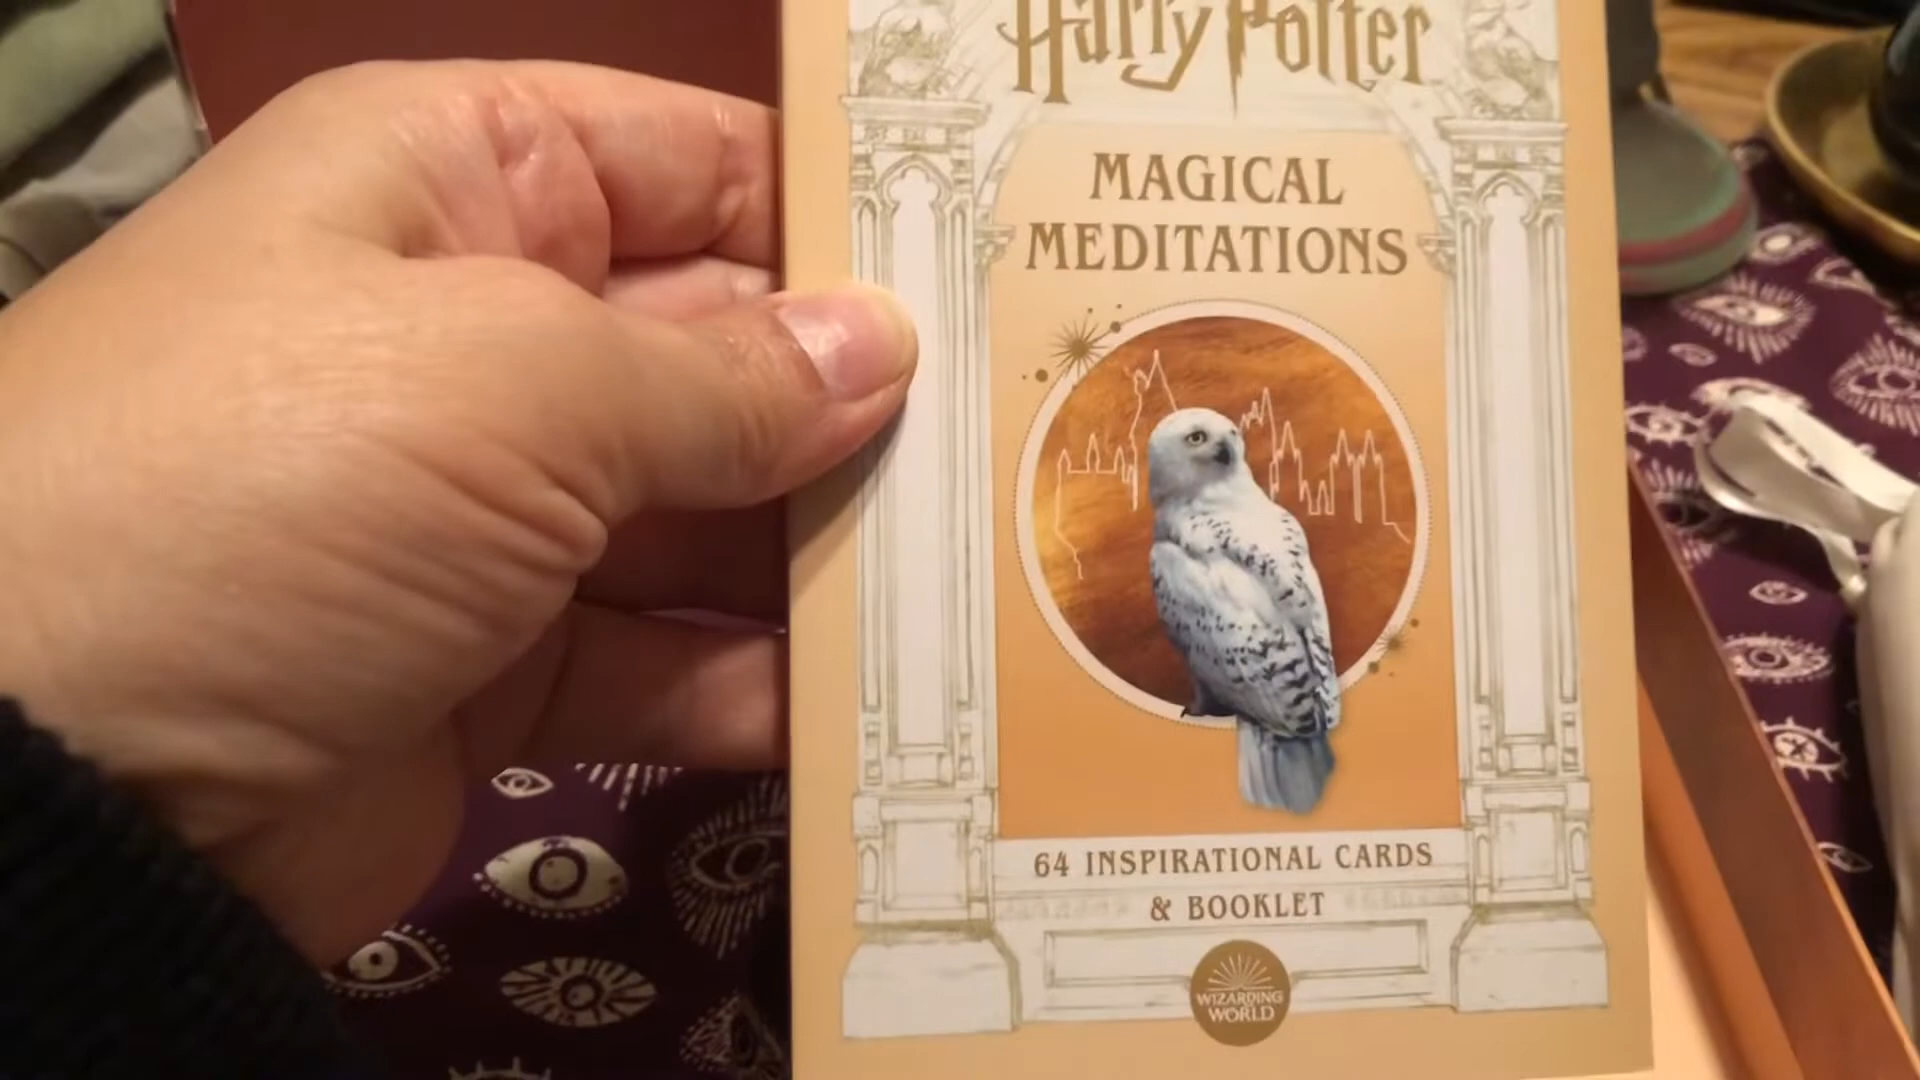 Harry Potter
MAGICAL
MEDITATIONS
64 INSPIRATIONAL CARDS
& BOOKLET
WIZARDING
WORLD